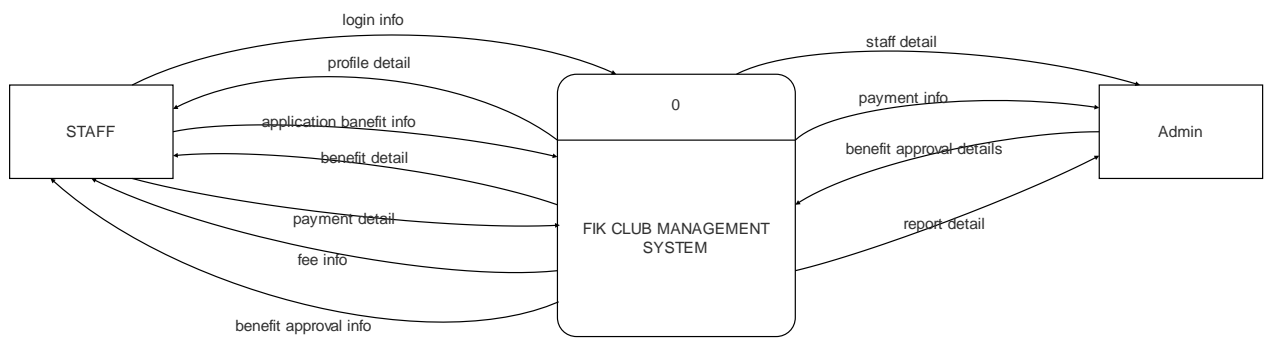 login info
staff detail
profile detail
0
payment info
STAFF
application banefit info
Admin
benefit approval details
benefit detail
payment detail
FIK CLUB MANAGEMENT
SYSTEM
report detail
fee info
benefit approval info